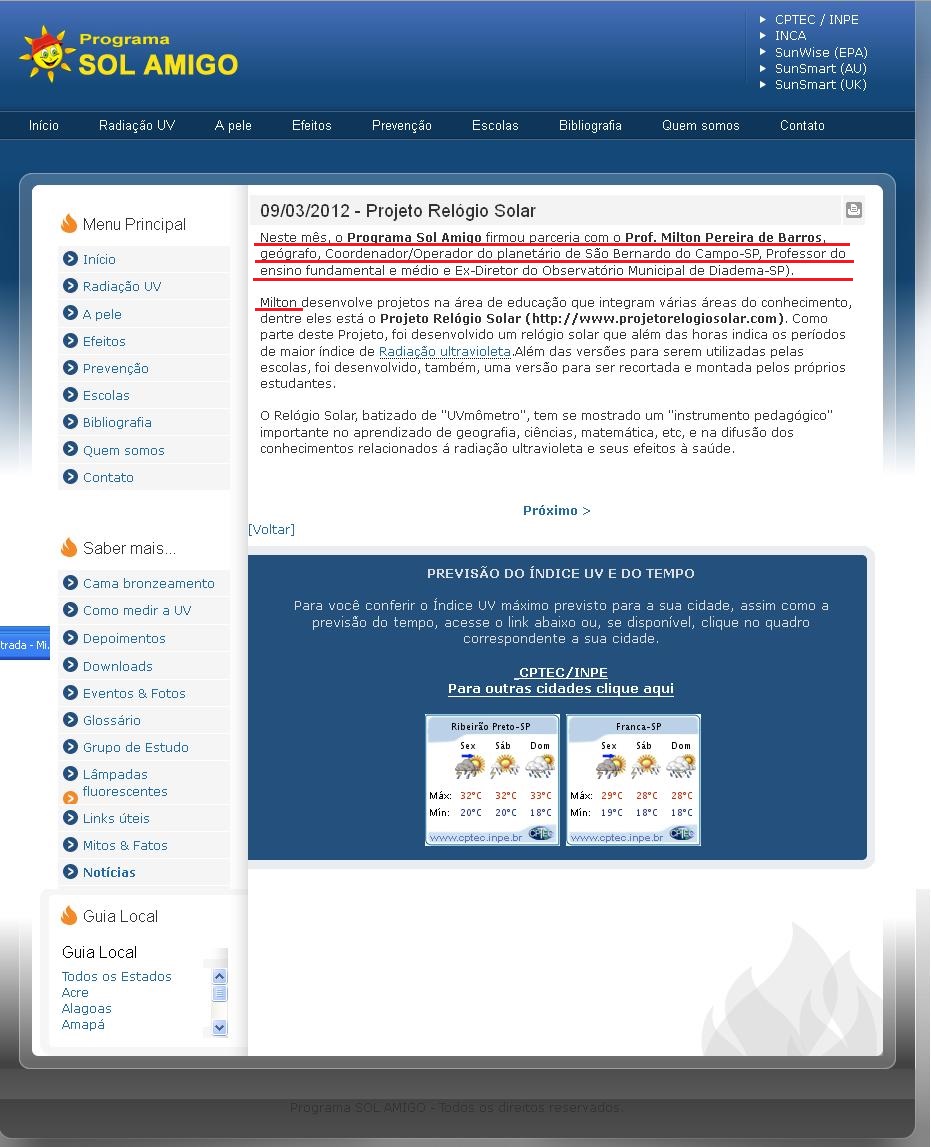 Programa
SOL AMIGO
CPTEC / INPE
INCA
SunWise (EPA)
SunSmart (AU)
SunSmart (UK)
Início Radiação UV A pele Efeitos Prevenção Escolas Bibliografia Quem somos Contato
Menu Principal
Início
Radiação UV
A pele
Efeitos
Prevenção
Escolas
Bibliografia
Quem somos
Contato
Saber mais...
Cama bronzeamento
Como medir a UV
Depoimentos
Downloads
Eventos & Fotos
Glossário
Grupo de Estudo
Lâmpadas
fluorescentes
Links úteis
Mitos & Fatos
Notícias
trada - Mi.
Guia Local
Guia Local
Todos os Estados
Acre
Alagoas
Amapá
09/03/2012 - Projeto Relógio Solar
Neste mês, o Programa Sol Amigo firmou parceria com o Prof. Milton Pereira de Barros,
geógrafo, Coordenador/Operador do planetário de São Bernardo do Campo-SP, Professor do
ensino fundamental e médio e Ex-Diretor do Observatório Municipal de Diadema-SP).
Milton desenvolve projetos na área de educação que integram várias áreas do conhecimento,
dentre eles está o Projeto Relógio Solar (http://www.projetorelogiosolar.com). Como
parte deste Projeto, foi desenvolvido um relógio solar que além das horas indica os períodos
de maior índice de Radiação ultravioleta.Além das versões para serem utilizadas pelas
escolas, foi desenvolvido, também, uma versão para ser recortada e montada pelos próprios
estudantes.
O Relógio Solar, batizado de "UVmômetro", tem se mostrado um "instrumento pedagógico"
importante no aprendizado de geografia, ciências, matemática, etc, e na difusão dos
conhecimentos relacionados á radiação ultravioleta e seus efeitos à saúde.
Próximo >
[Voltar]
PREVISÃO DO ÍNDICE UV E DO TEMPO
Para você conferir o Índice UV máximo previsto para a sua cidade, assim como a
previsão do tempo, acesse o link abaixo ou, se disponível, clique no quadro
correspondente a sua cidade.
CPTEC/INPE
Para outras cidades clique aqui
Ribeirão Preto-SP
Sex Sáb Dom
Máx: 32°C 32°C 33°C
Mín: 20°C 20°C 18°C
www.cptec.inpe.br CPTEC
Franca-SP
Sex Sáb Dom
Máx: 29°C 28°C 28°C
Mín: 19°C 18°C 18°C
www.cptec.inpe.br CPTEC
Programa SOL AMIGO - Todos os direitos reservados.